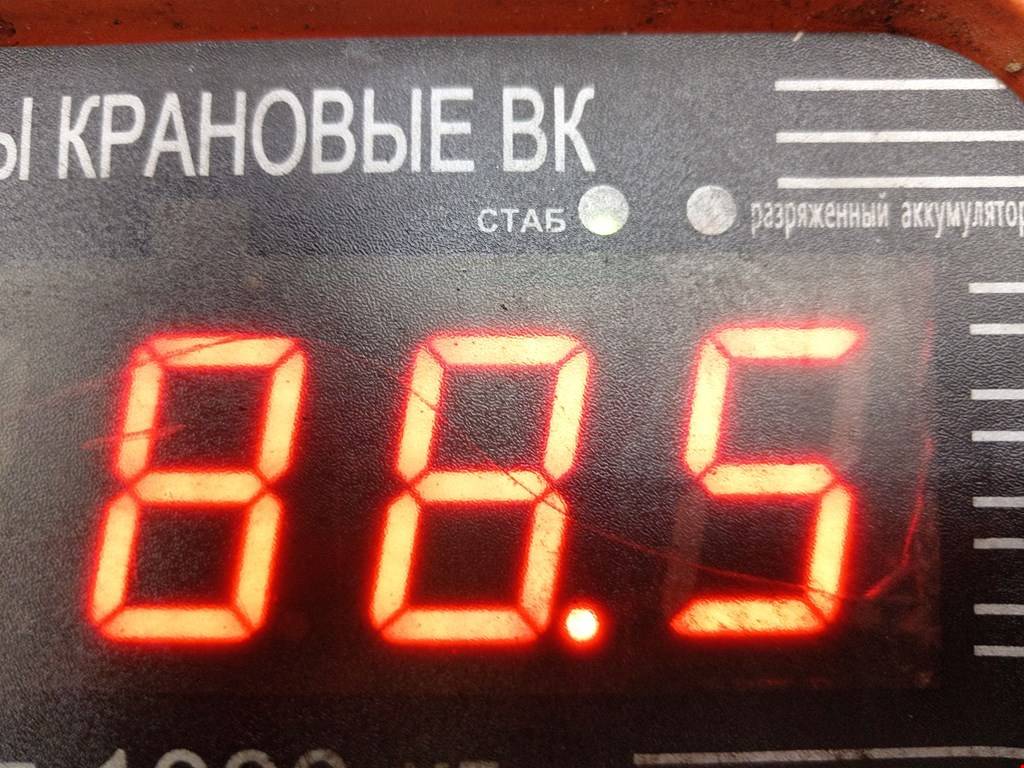 Ы КРАНОВЫЕ ВК
СТАБ разряженный аккумулятор
88.5